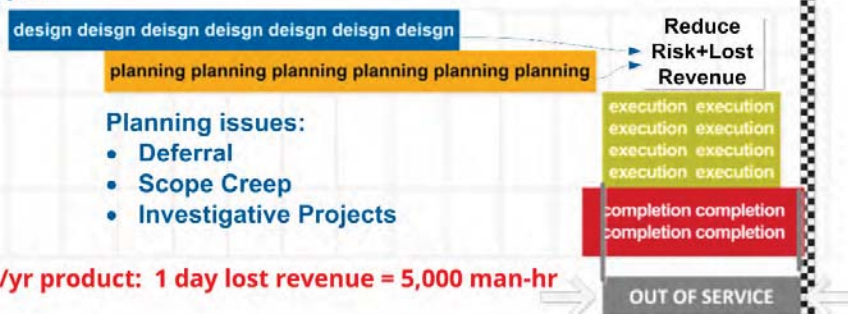 design deisgn deisgn deisgn deisgn deisgn deisgn
planning planning planning planning planning planning
Reduce
Risk+Lost
Revenue
execution execution
execution execution
execution execution
execution execution
Planning issues:
• Deferral
• Scope Creep
• Investigative Projects
completion completion
completion completion
/yr product: 1 day lost revenue = 5,000 man-hr
OUT OF SERVICE